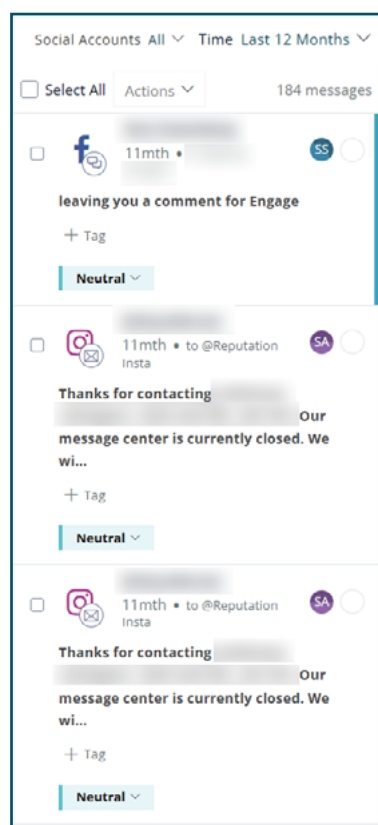 Social Accounts All Time Last 12 Months
Select All Actions 184 messages
11mth • SS
leaving you a comment for Engage
+ Tag
Neutral
11mth • to @Reputation SA
Insta
Thanks for contacting
Our
message center is currently closed. We
wi...
+ Tag
Neutral
11mth • to @Reputation SA
Insta
Thanks for contacting
Our
message center is currently closed. We
wi...
+ Tag
Neutral